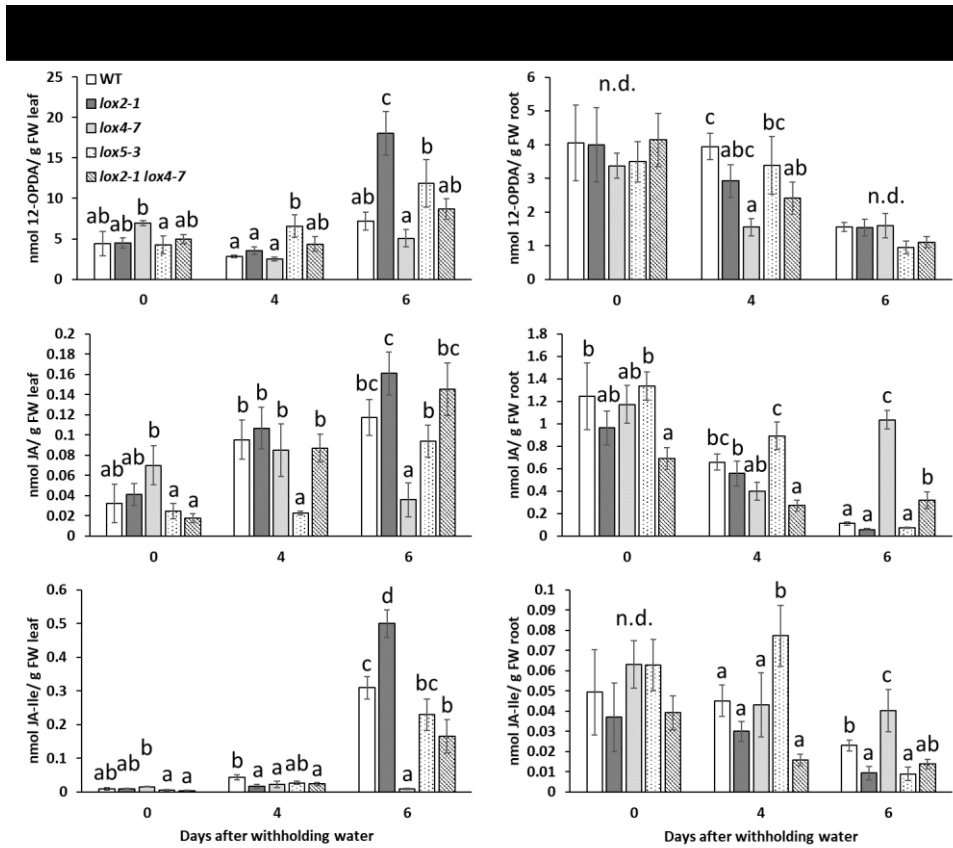 25
20
15
10
5
0
nmol 12-OPDA/ g FW leaf
WT
lox2-1
lox4-7
lox5-3
lox2-1 lox4-7
ab ab b a ab
a a a b ab
ab c a b ab
0 4 6
6
5
4
3
2
1
0
nmol 12-OPDA/ g FW root
n.d.
c abc a bc ab
n.d.
0 4 6
0.2
0.18
0.16
0.14
0.12
0.1
0.08
0.06
0.04
0.02
0
nmol JA/ g FW leaf
ab ab b a a
b b b a b
bc c a b bc
0 4 6
1.8
1.6
1.4
1.2
1
0.8
0.6
0.4
0.2
0
nmol JA/ g FW root
b ab ab b a
bc b ab c a
a a c a b
0 4 6
0.6
0.5
0.4
0.3
0.2
0.1
0
nmol JA-Ile/ g FW leaf
ab ab b a a
b a ab ab a
c d a bc b
0 4 6
Days after withholding water
0.1
0.09
0.08
0.07
0.06
0.05
0.04
0.03
0.02
0.01
0
nmol JA-Ile/ g FW root
n.d.
a a a b a
b a c a ab
0 4 6
Days after withholding water